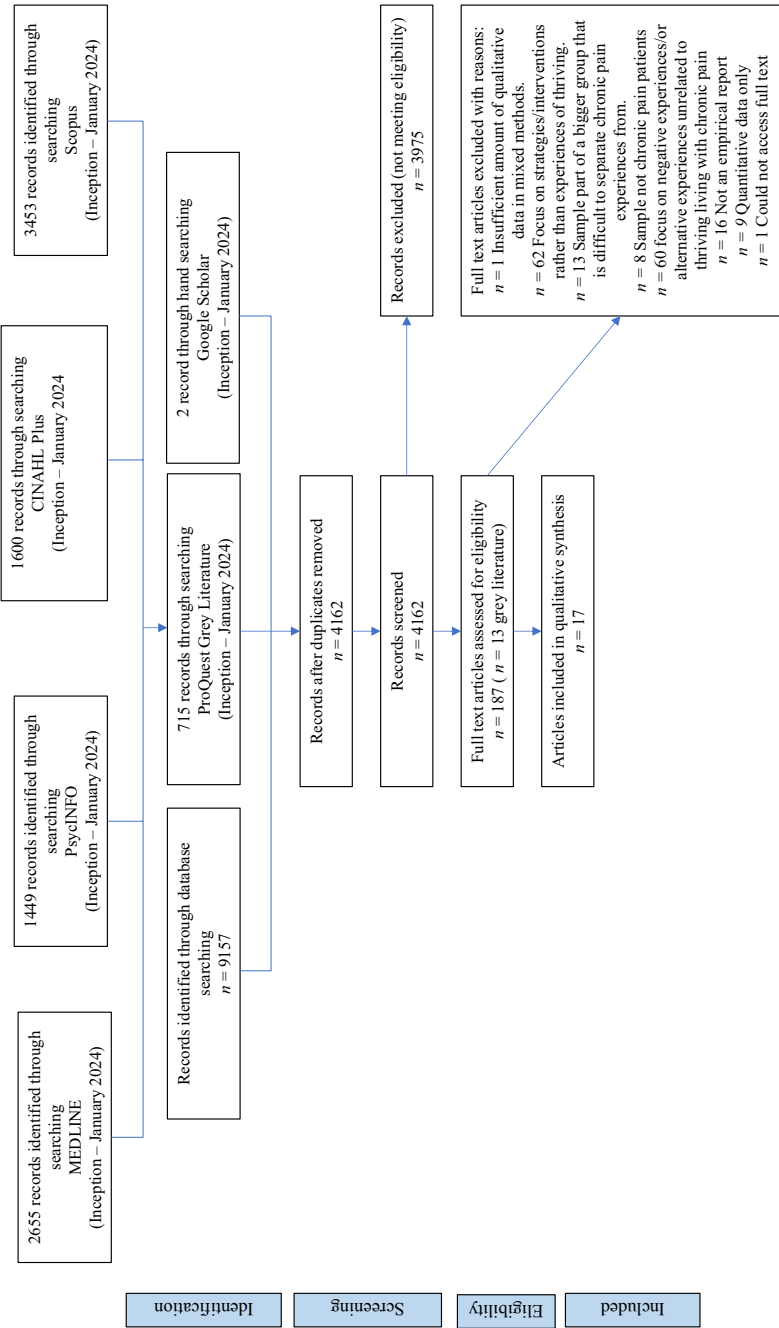 2655 records identified through
searching
MEDLINE
(Inception – January 2024)
1449 records identified through
searching
PsycINFO
(Inception – January 2024)
1600 records through searching
CINAHL Plus
(Inception – January 2024
3453 records identified through
searching
Scopus
(Inception – January 2024)
Identification
Records identified through database
searching
n = 9157
715 records through searching
ProQuest Grey Literature
(Inception – January 2024)
2 record through hand searching
Google Scholar
(Inception – January 2024)
Screening
Records after duplicates removed
n = 4162
Records screened
n = 4162
Records excluded (not meeting eligibility)
n = 3975
Eligibility
Full text articles assessed for eligibility
n = 187 ( n = 13 grey literature)
Full text articles excluded with reasons:
n = 1 Insufficient amount of qualitative
data in mixed methods.
n = 62 Focus on strategies/interventions
rather than experiences of thriving.
n = 13 Sample part of a bigger group that
is difficult to separate chronic pain
experiences from.
n = 8 Sample not chronic pain patients
n = 60 focus on negative experiences/or
alternative experiences unrelated to
thriving living with chronic pain
n = 16 Not an empirical report
n = 9 Quantitative data only
n = 1 Could not access full text
Included
Articles included in qualitative synthesis
n = 17